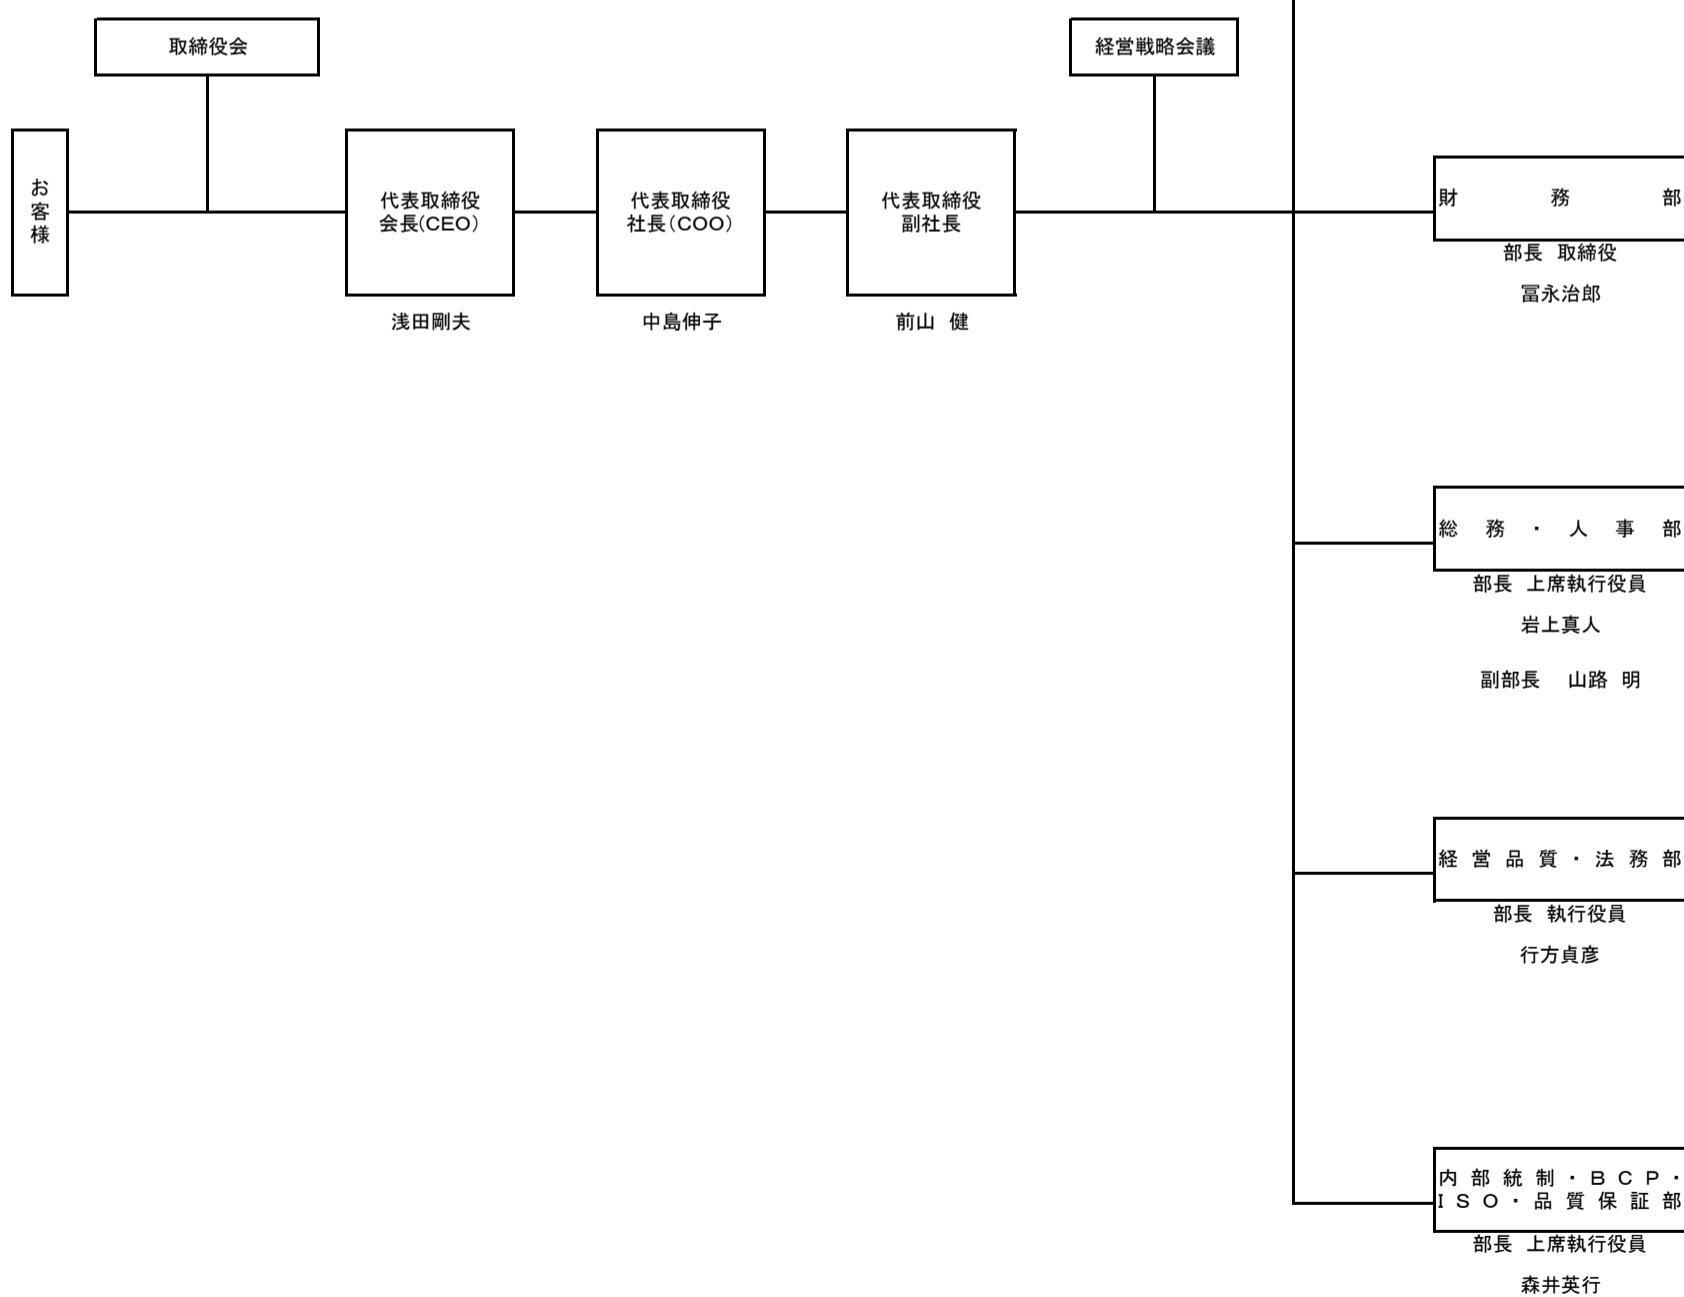 取締役会
経営戦略会議
お客様
代表取締役
会長(CEO)
浅田剛夫
代表取締役
社長(COO)
中島伸子
代表取締役
副社長
前山 健
財務部
部長 取締役
冨永治郎
総務・人事部
部長 上席執行役員
岩上真人
副部長 山路 明
経営品質・法務部
部長 執行役員
行方貞彦
内部統制・BCP・
ISO・品質保証部
部長 上席執行役員
森井英行